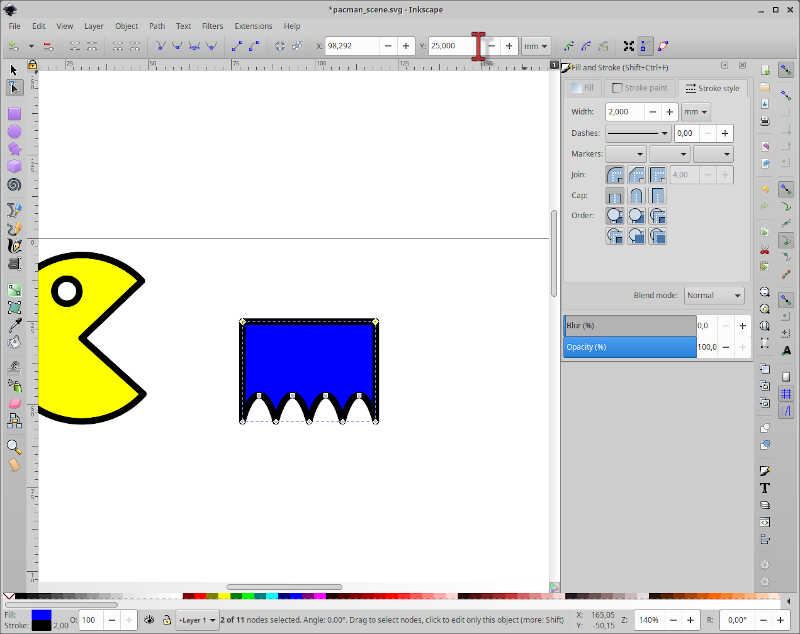 *pacman_scene.svg - Inkscape
File Edit View Layer Object Path Text Filters Extensions Help
X: 98,292 Y: 25,000 mm
25 50 75 100 125
Fill and Stroke (Shift+Ctrl+F)
Fill Stroke paint Stroke style
Width: 2,000 mm
Dashes: 0,00
Markers:
Join: 4,00
Cap:
Order:
Blend mode: Normal
Blur (%) 0,0
Opacity (%) 100,0
Fill: O: 100 Layer 1 2 of 11 nodes selected. Angle: 0.00°. Drag to select nodes, click to edit only this object (more: Shift) X: 165,05 Z: 140% R: 0,00°
Stroke: 2,00 Y: -50,15